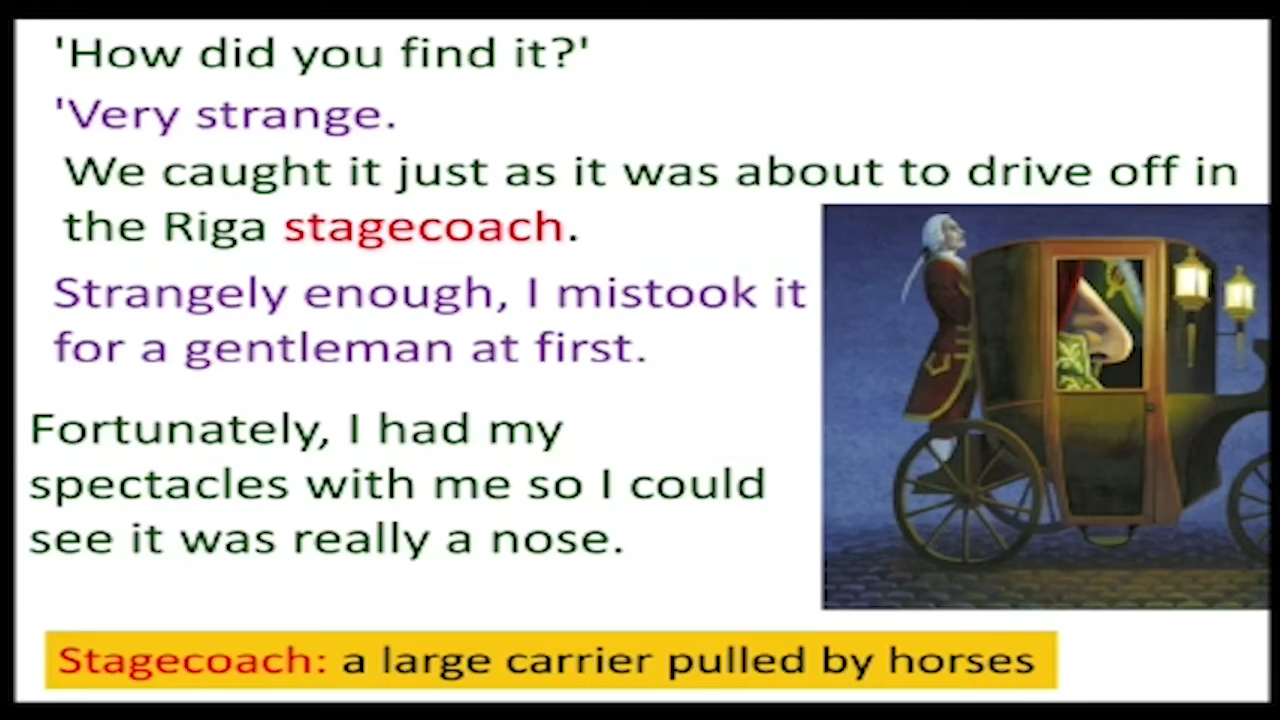 'How did you find it?'
'Very strange.
We caught it just as it was about to drive off in
the Riga stagecoach.
Strangely enough, I mistook it
for a gentleman at first.
Fortunately, I had my
spectacles with me so I could
see it was really a nose.
Stagecoach: a large carrier pulled by horses